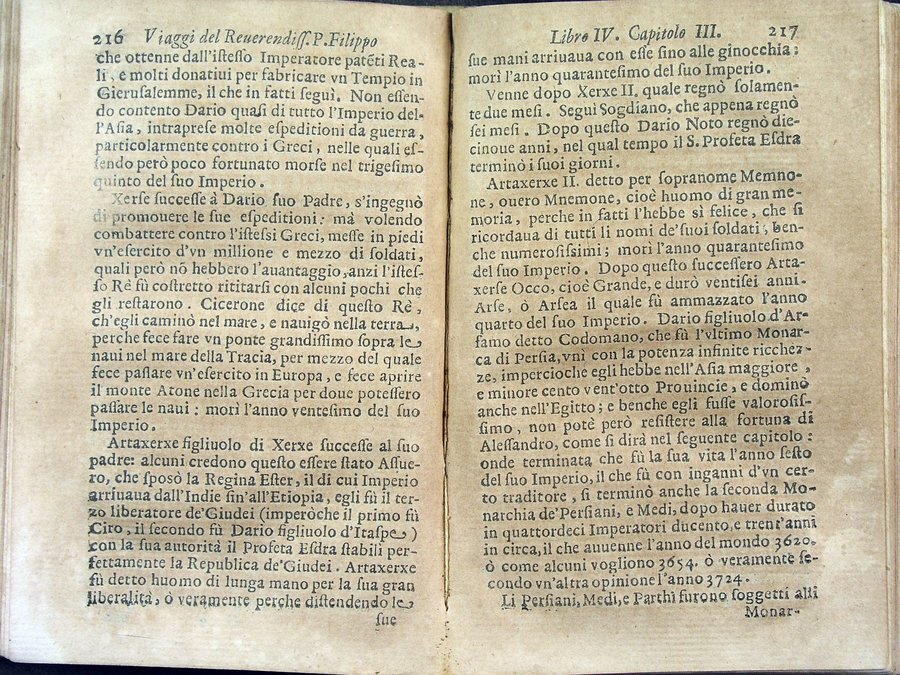 216 Viaggi del Reuerendiſſ. P. Filippo
che ottenne dall'iſteſſo Imperatore patẽti Rea-
li, e molti donatiui per fabricare vn Tempio in
Gieruſalemme, il che in fatti ſeguì. Non eſſen-
do contento Dario quaſi di tutto l'Imperio del-
l'Aſia, intrapreſe molte eſpeditioni da guerra,
particolarmente contro i Greci, nelle quali eſ-
ſendo però poco fortunato morſe nel trigeſimo
quinto del ſuo Imperio.
Xerſe ſucceſſe à Dario ſuo Padre, s'ingegnò
di promouere le ſue eſpeditioni: mà volendo
combattere contro l'iſteſsi Greci, meſſe in piedi
vn'eſercito d'vn millione e mezzo di ſoldati,
quali però nõ hebbero l'auantaggio, anzi l'iſteſ-
ſo Rè fù coſtretto rititarſi con alcuni pochi che
gli reſtarono. Cicerone dice di queſto Rè,
ch'egli caminò nel mare, e nauigò nella terra,
perche fece fare vn ponte grandiſſimo ſopra le
naui nel mare della Tracia, per mezzo del quale
fece paſſare vn'eſercito in Europa, e fece aprire
il monte Atone nella Grecia per doue poteſſero
paſſare le naui: morì l'anno venteſimo del ſuo
Imperio.
Artaxerxe figliuolo di Xerxe ſucceſſe al ſuo
padre: alcuni credono queſto eſſere ſtato Aſſue-
ro, che ſposò la Regina Eſter, il di cui Imperio
arriuaua dall'Indie ſin'all'Etiopia, egli fù il ter-
zo liberatore de'Giudei (imperòche il primo fù
Ciro, il ſecondo fù Dario figliuolo d'Itaſpe)
con la ſua autorità il Profeta Eſdra ſtabilì per-
fettamente la Republica de'Giudei. Artaxerxe
fù detto huomo di lunga mano per la ſua gran
liberalità, ò veramente perche diſtendendo le
ſue
Libro IV. Capitolo III. 217
ſue mani arriuaua con eſſe ſino alle ginocchia;
morì l'anno quaranteſimo del ſuo Imperio.
Venne dopo Xerxe II. quale regnò ſolamen-
te due meſi. Seguì Sogdiano, che appena regnò
ſei meſi. Dopo queſto Dario Noto regnò die-
cinoue anni, nel qual tempo il S. Profeta Eſdra
terminò i ſuoi giorni.
Artaxerxe II. detto per ſopranome Memno-
ne, ouero Mnemone, cioè huomo di gran me-
moria, perche in fatti l'hebbe sì felice, che ſi
ricordaua di tutti li nomi de'ſuoi ſoldati, ben-
che numeroſiſſimi; morì l'anno quaranteſimo
del ſuo Imperio. Dopo queſto ſucceſſero Arta-
xerſe Occo, cioè Grande, e durò ventiſei anni.
Arſe, ò Arſea il quale fù ammazzato l'anno
quarto del ſuo Imperio. Dario figliuolo d'Ar-
ſamo detto Codomano, che fù l'vltimo Monar-
ca di Perſia, vnì con la potenza infinite ricchez-
ze, impercioche egli hebbe nell'Aſia maggiore,
e minore cento vent'otto Prouincie, e dominò
anche nell'Egitto; e benche egli fuſſe valoroſiſ-
ſimo, non potè però reſiſtere alla fortuna di
Aleſſandro, come ſi dirà nel ſeguente capitolo:
onde terminata che fù la ſua vita l'anno ſeſto
del ſuo Imperio, il che fù con inganni d'vn cer-
to traditore, ſi terminò anche la ſeconda Mo-
narchia de'Perſiani, e Medi, dopo hauer durato
in quattordeci Imperatori ducento, e trent'anni
in circa, il che auuenne l'anno del mondo 3620.
ò come alcuni vogliono 3654. ò veramente ſe-
condo vn'altra opinione l'anno 3724.
Li Perſiani, Medi, e Parthi furono ſoggetti alli
Monar-